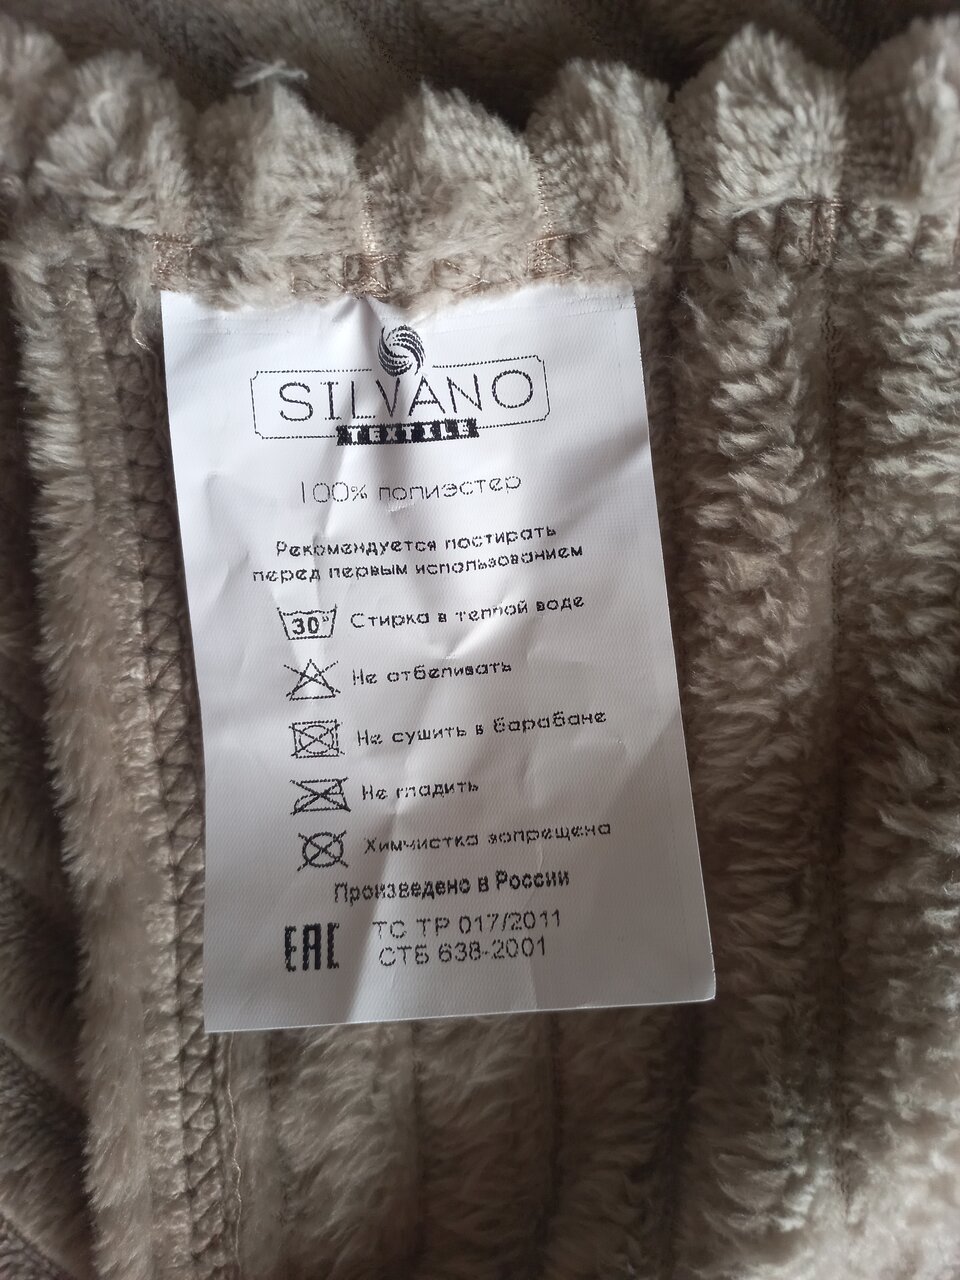 SILVANO
TEXTILE
100% полиэстер
Рекомендуется постирать
перед первым использованием
30° Стирка в теплой воде
Не отбеливать
Не сушить в барабане
Не гладить
Химчистка запрещена
Произведено в России
EAC ТС ТР 017/2011
СТБ 638-2001